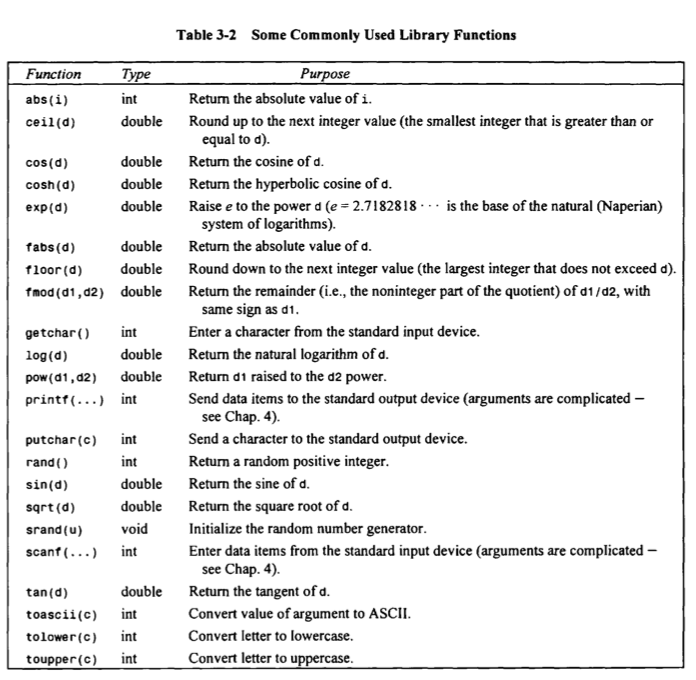 Table 3-2 Some Commonly Used Library Functions
Function Type Purpose
abs(i) int Return the absolute value of i.
ceil(d) double Round up to the next integer value (the smallest integer that is greater than or
equal to d).
cos(d) double Return the cosine of d.
cosh(d) double Return the hyperbolic cosine of d.
exp(d) double Raise e to the power d (e = 2.7182818 · · · is the base of the natural (Naperian)
system of logarithms).
fabs(d) double Return the absolute value of d.
floor(d) double Round down to the next integer value (the largest integer that does not exceed d).
fmod(d1,d2) double Return the remainder (i.e., the noninteger part of the quotient) of d1/d2, with
same sign as d1.
getchar() int Enter a character from the standard input device.
log(d) double Return the natural logarithm of d.
pow(d1,d2) double Return d1 raised to the d2 power.
printf(...) int Send data items to the standard output device (arguments are complicated –
see Chap. 4).
putchar(c) int Send a character to the standard output device.
rand() int Return a random positive integer.
sin(d) double Return the sine of d.
sqrt(d) double Return the square root of d.
srand(u) void Initialize the random number generator.
scanf(...) int Enter data items from the standard input device (arguments are complicated –
see Chap. 4).
tan(d) double Return the tangent of d.
toascii(c) int Convert value of argument to ASCII.
tolower(c) int Convert letter to lowercase.
toupper(c) int Convert letter to uppercase.